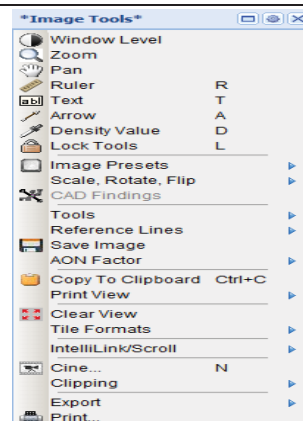 *Image Tools*
Window Level
Zoom
Pan
Ruler R
abl Text T
Arrow A
Density Value D
Lock Tools L
Image Presets
Scale, Rotate, Flip
CAD Findings
Tools
Reference Lines
Save Image
AON Factor
Copy To Clipboard Ctrl+C
Print View
Clear View
Tile Formats
IntelliLink/Scroll
Cine... N
Clipping
Export
Print...